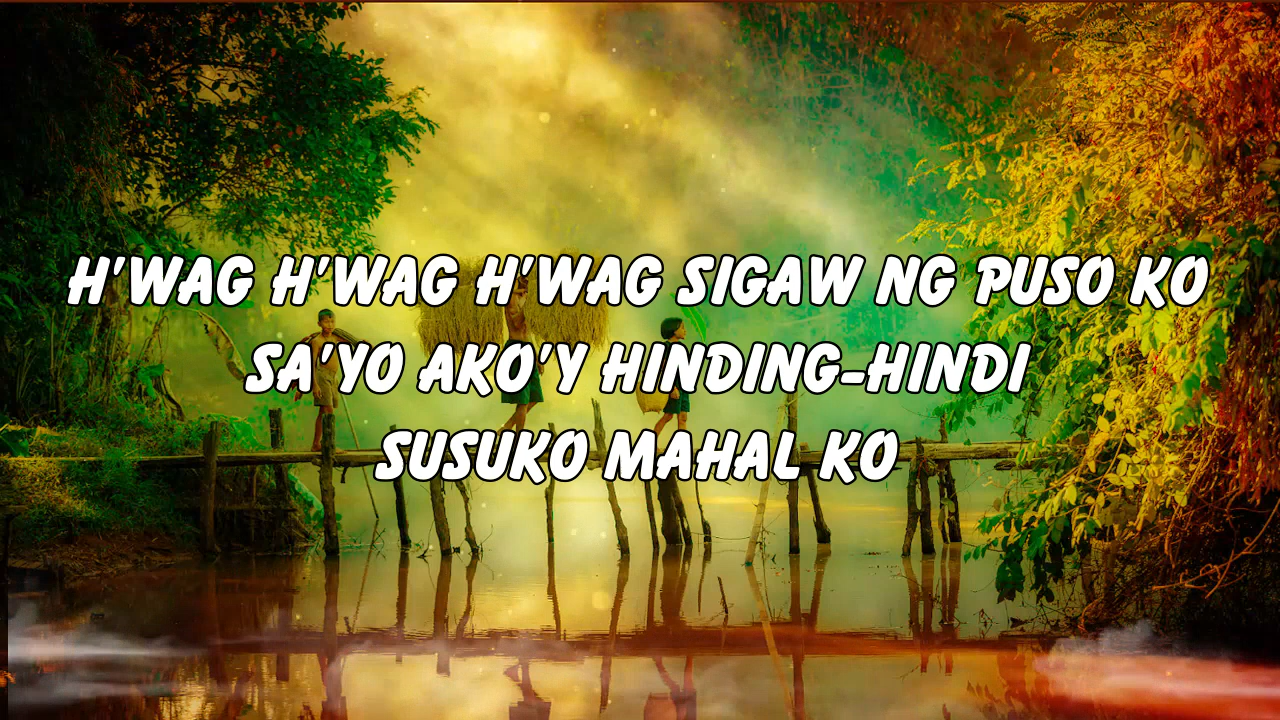 H'WAG H'WAG H'WAG SIGAW NG PUSO KO
SA'YO AKO'Y HINDING-HINDI
SUSUKO MAHAL KO